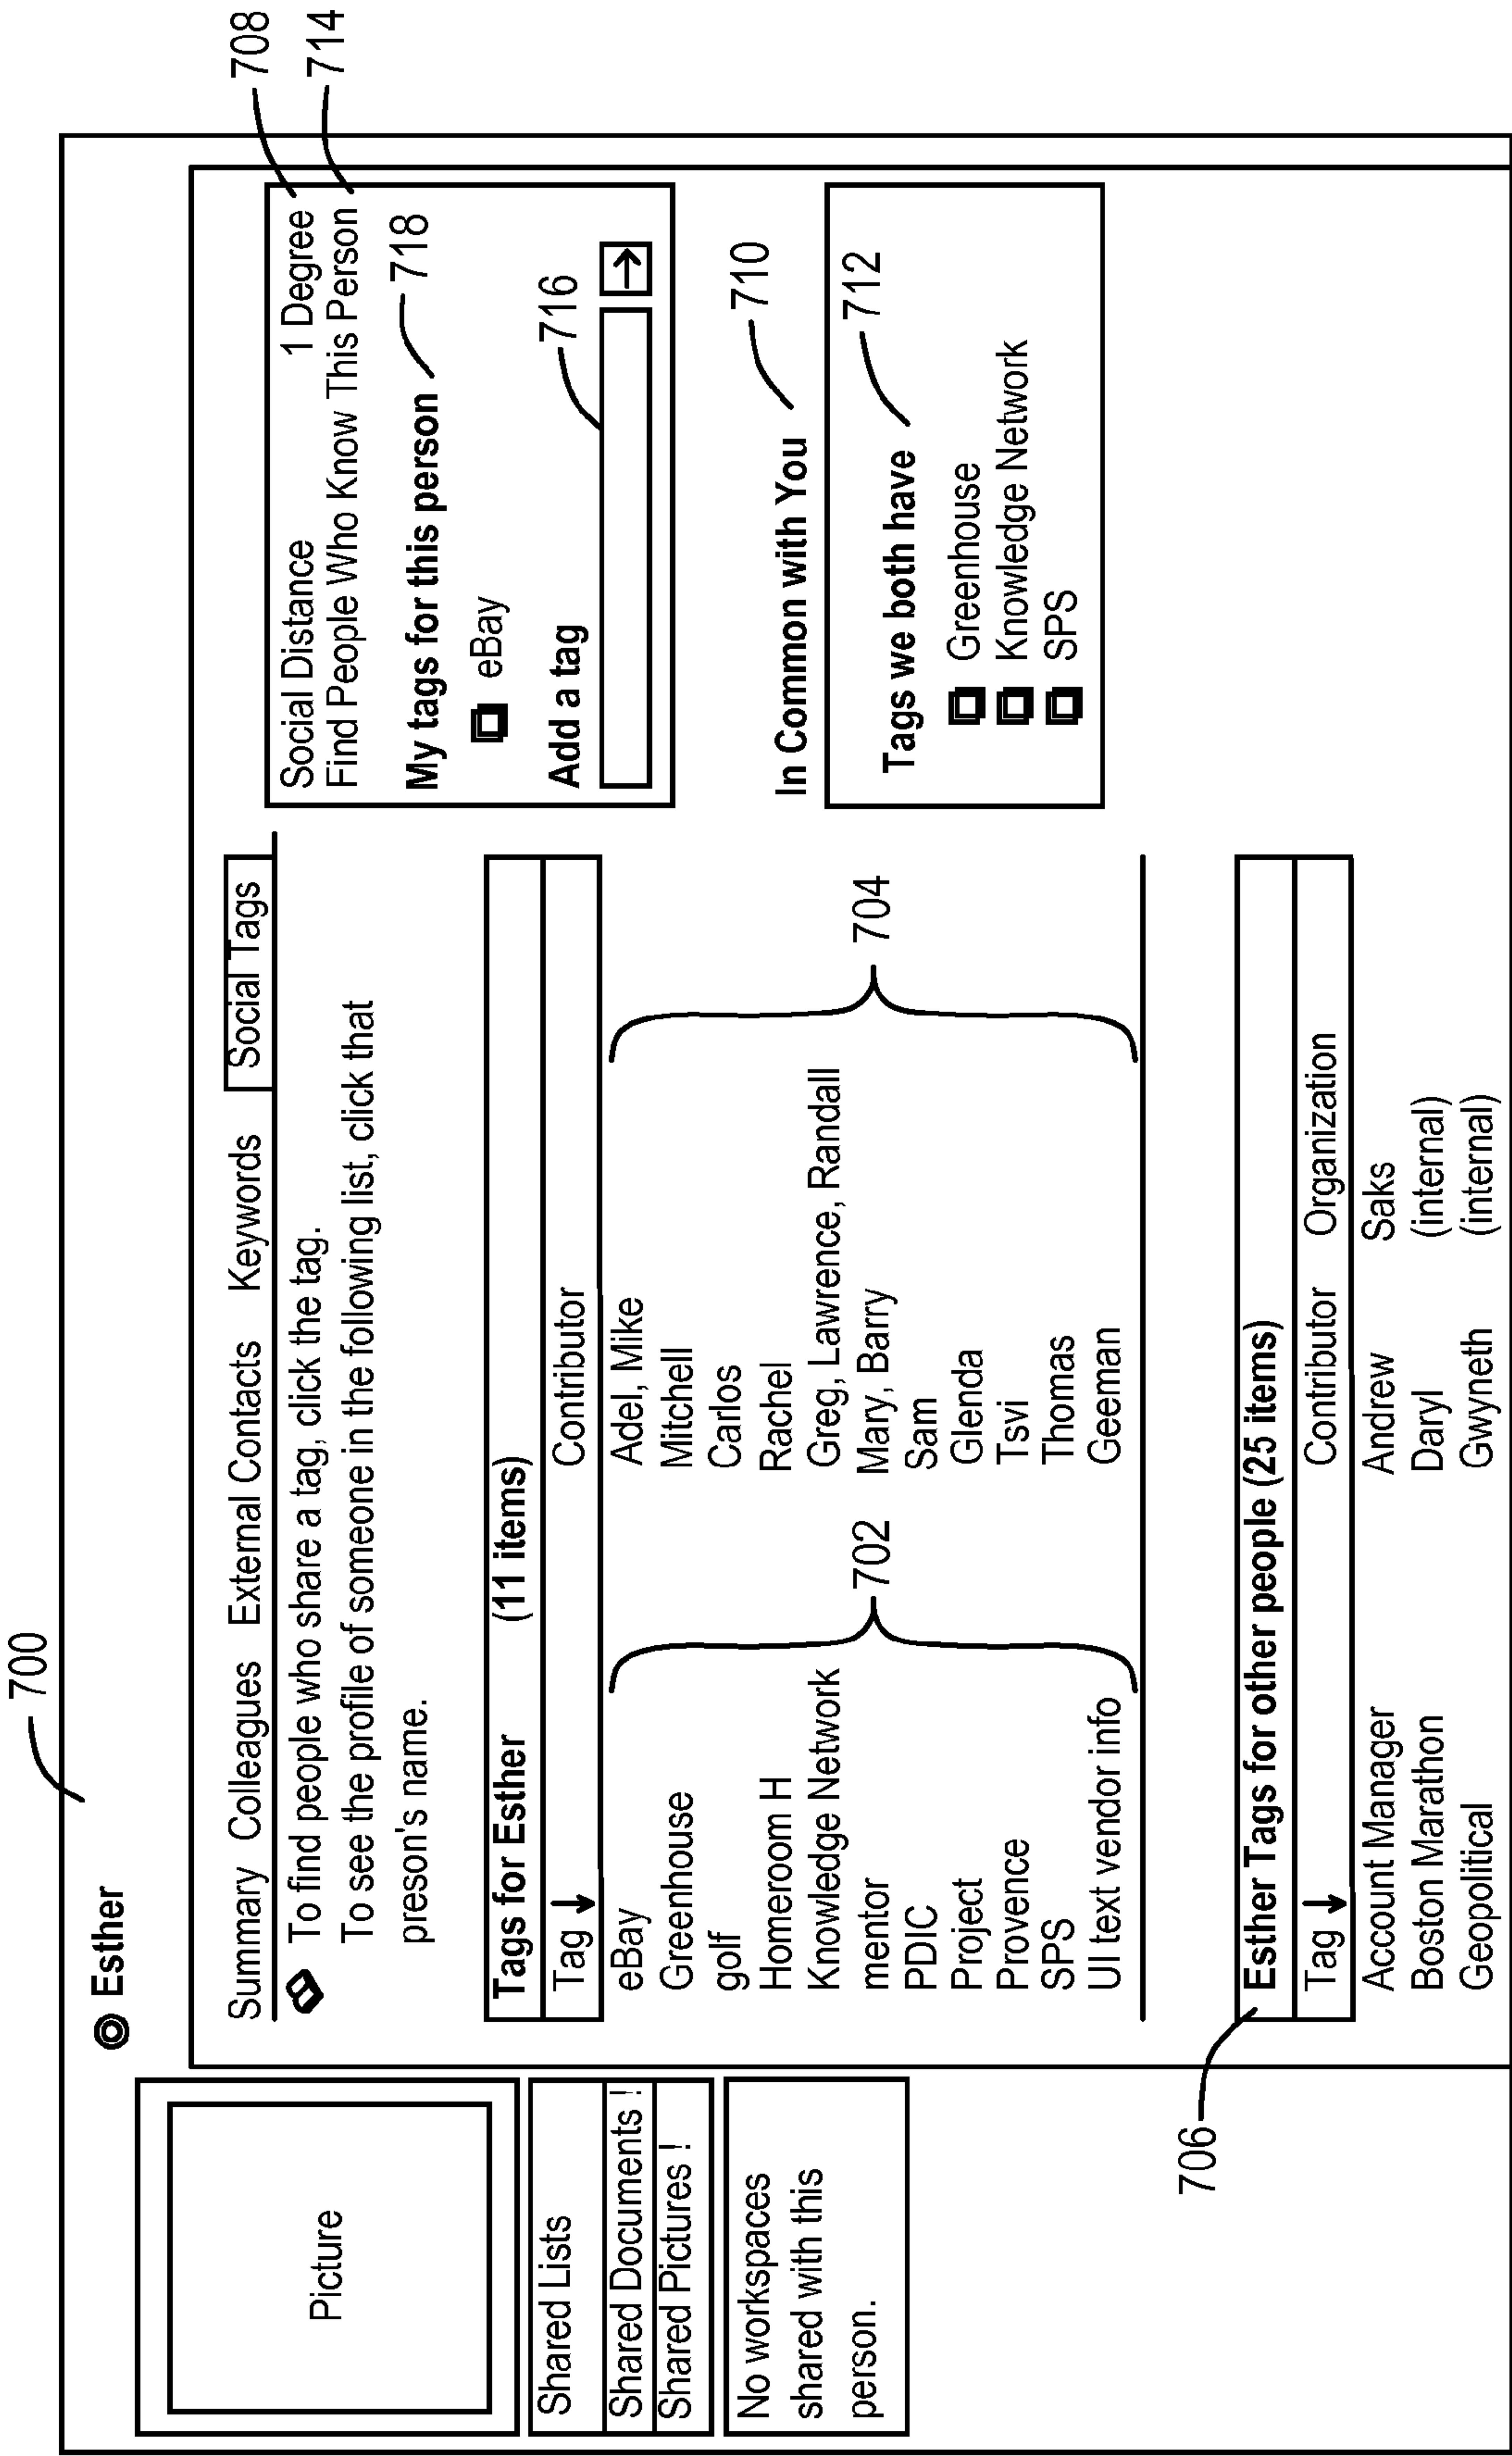 700
Esther
Picture
Shared Lists
Shared Documents !
Shared Pictures !
No workspaces
shared with this
person.
Summary Colleagues External Contacts Keywords Social Tags
To find people who share a tag, click the tag.
To see the profile of someone in the following list, click that
preson's name.
Tags for Esther (11 items)
Tag Contributor
eBay Adel, Mike
Greenhouse Mitchell
golf Carlos
Homeroom H Rachel
Knowledge Network Greg, Lawrence, Randall
mentor Mary, Barry
PDIC Sam
Project Glenda
Provence Tsvi
SPS Thomas
UI text vendor info Geeman
702
704
706
Esther Tags for other people (25 items)
Tag Contributor Organization
Account Manager Andrew Saks
Boston Marathon Daryl (internal)
Geopolitical Gwyneth (internal)
Social Distance 1 Degree
708
Find People Who Know This Person
714
My tags for this person
718
eBay
Add a tag
716
In Common with You
710
Tags we both have
712
Greenhouse
Knowledge Network
SPS